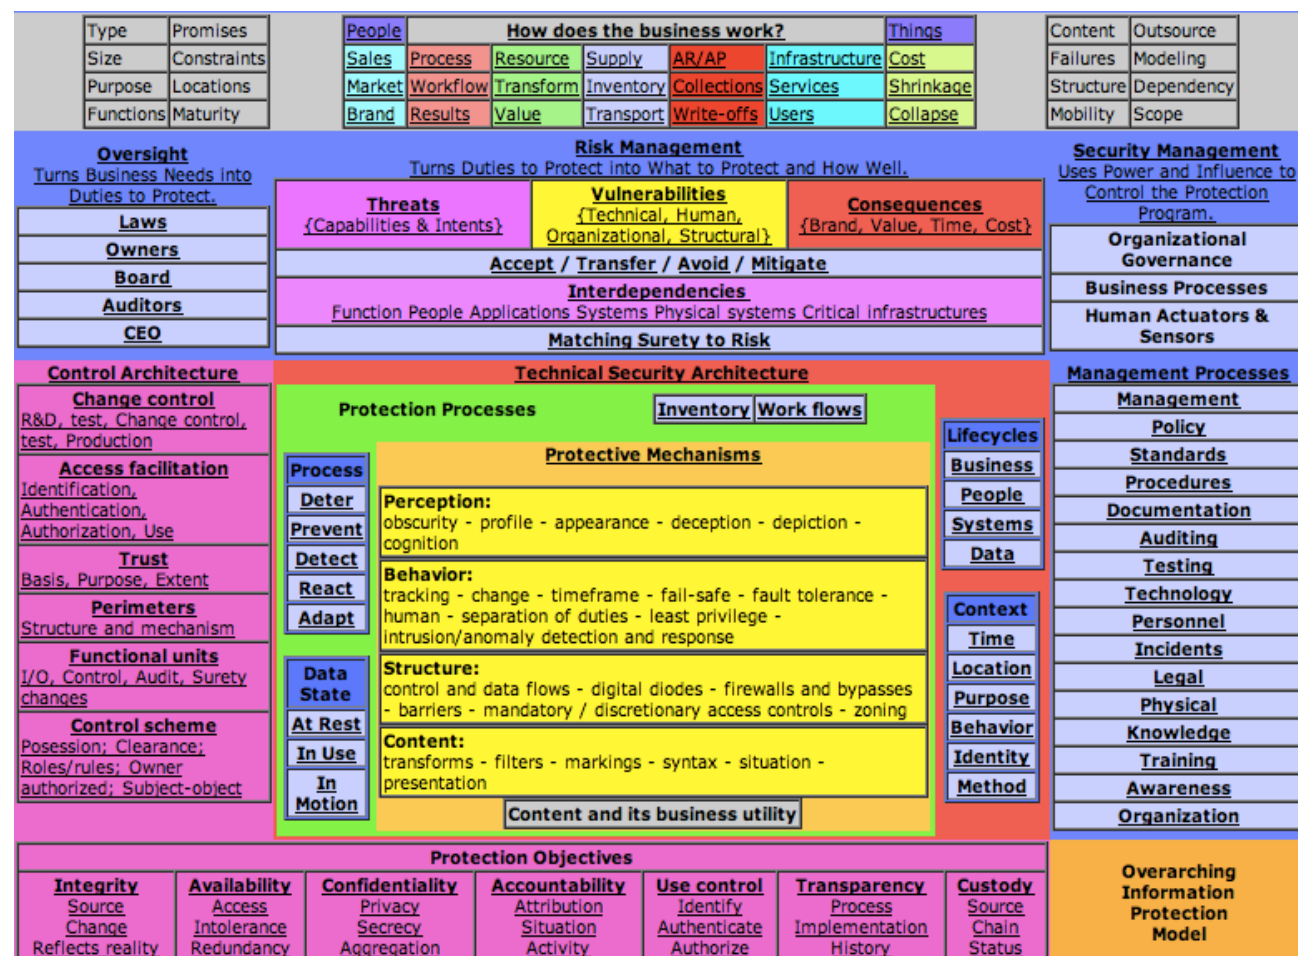 Type Promises
Size Constraints
Purpose Locations
Functions Maturity
People How does the business work? Things
Sales Process Resource Supply AR/AP Infrastructure Cost
Market Workflow Transform Inventory Collections Services Shrinkage
Brand Results Value Transport Write-offs Users Collapse
Content Outsource
Failures Modeling
Structure Dependency
Mobility Scope
Oversight
Turns Business Needs into
Duties to Protect.
Laws
Owners
Board
Auditors
CEO
Risk Management
Turns Duties to Protect into What to Protect and How Well.
Threats
{Capabilities & Intents}
Vulnerabilities
{Technical, Human,
Organizational, Structural}
Consequences
{Brand, Value, Time, Cost}
Accept / Transfer / Avoid / Mitigate
Interdependencies
Function People Applications Systems Physical systems Critical infrastructures
Matching Surety to Risk
Security Management
Uses Power and Influence to
Control the Protection
Program.
Organizational
Governance
Business Processes
Human Actuators &
Sensors
Control Architecture
Change control
R&D, test, Change control,
test, Production
Access facilitation
Identification,
Authentication,
Authorization, Use
Trust
Basis, Purpose, Extent
Perimeters
Structure and mechanism
Functional units
I/O, Control, Audit, Surety
changes
Control scheme
Posession; Clearance;
Roles/rules; Owner
authorized; Subject-object
Technical Security Architecture
Protection Processes
Inventory Work flows
Process
Deter
Prevent
Detect
React
Adapt
Data
State
At Rest
In Use
In
Motion
Protective Mechanisms
Perception:
obscurity - profile - appearance - deception - depiction -
cognition
Behavior:
tracking - change - timeframe - fail-safe - fault tolerance -
human - separation of duties - least privilege -
intrusion/anomaly detection and response
Structure:
control and data flows - digital diodes - firewalls and bypasses
- barriers - mandatory / discretionary access controls - zoning
Content:
transforms - filters - markings - syntax - situation -
presentation
Content and its business utility
Lifecycles
Business
People
Systems
Data
Context
Time
Location
Purpose
Behavior
Identity
Method
Management Processes
Management
Policy
Standards
Procedures
Documentation
Auditing
Testing
Technology
Personnel
Incidents
Legal
Physical
Knowledge
Training
Awareness
Organization
Protection Objectives
Integrity
Source
Change
Reflects reality
Availability
Access
Intolerance
Redundancy
Confidentiality
Privacy
Secrecy
Aggregation
Accountability
Attribution
Situation
Activity
Use control
Identify
Authenticate
Authorize
Transparency
Process
Implementation
History
Custody
Source
Chain
Status
Overarching
Information
Protection
Model